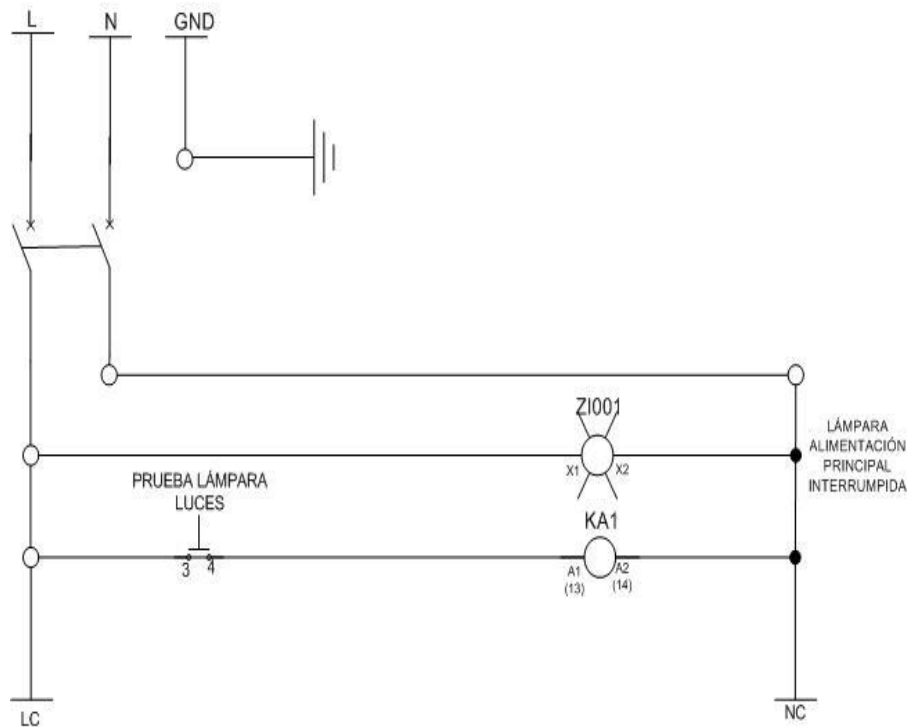 L
N
GND
ZI001
X1
X2
LÁMPARA
ALIMENTACIÓN
PRINCIPAL
INTERRUMPIDA
PRUEBA LÁMPARA
LUCES
3
4
KA1
A1
(13)
A2
(14)
LC
NC